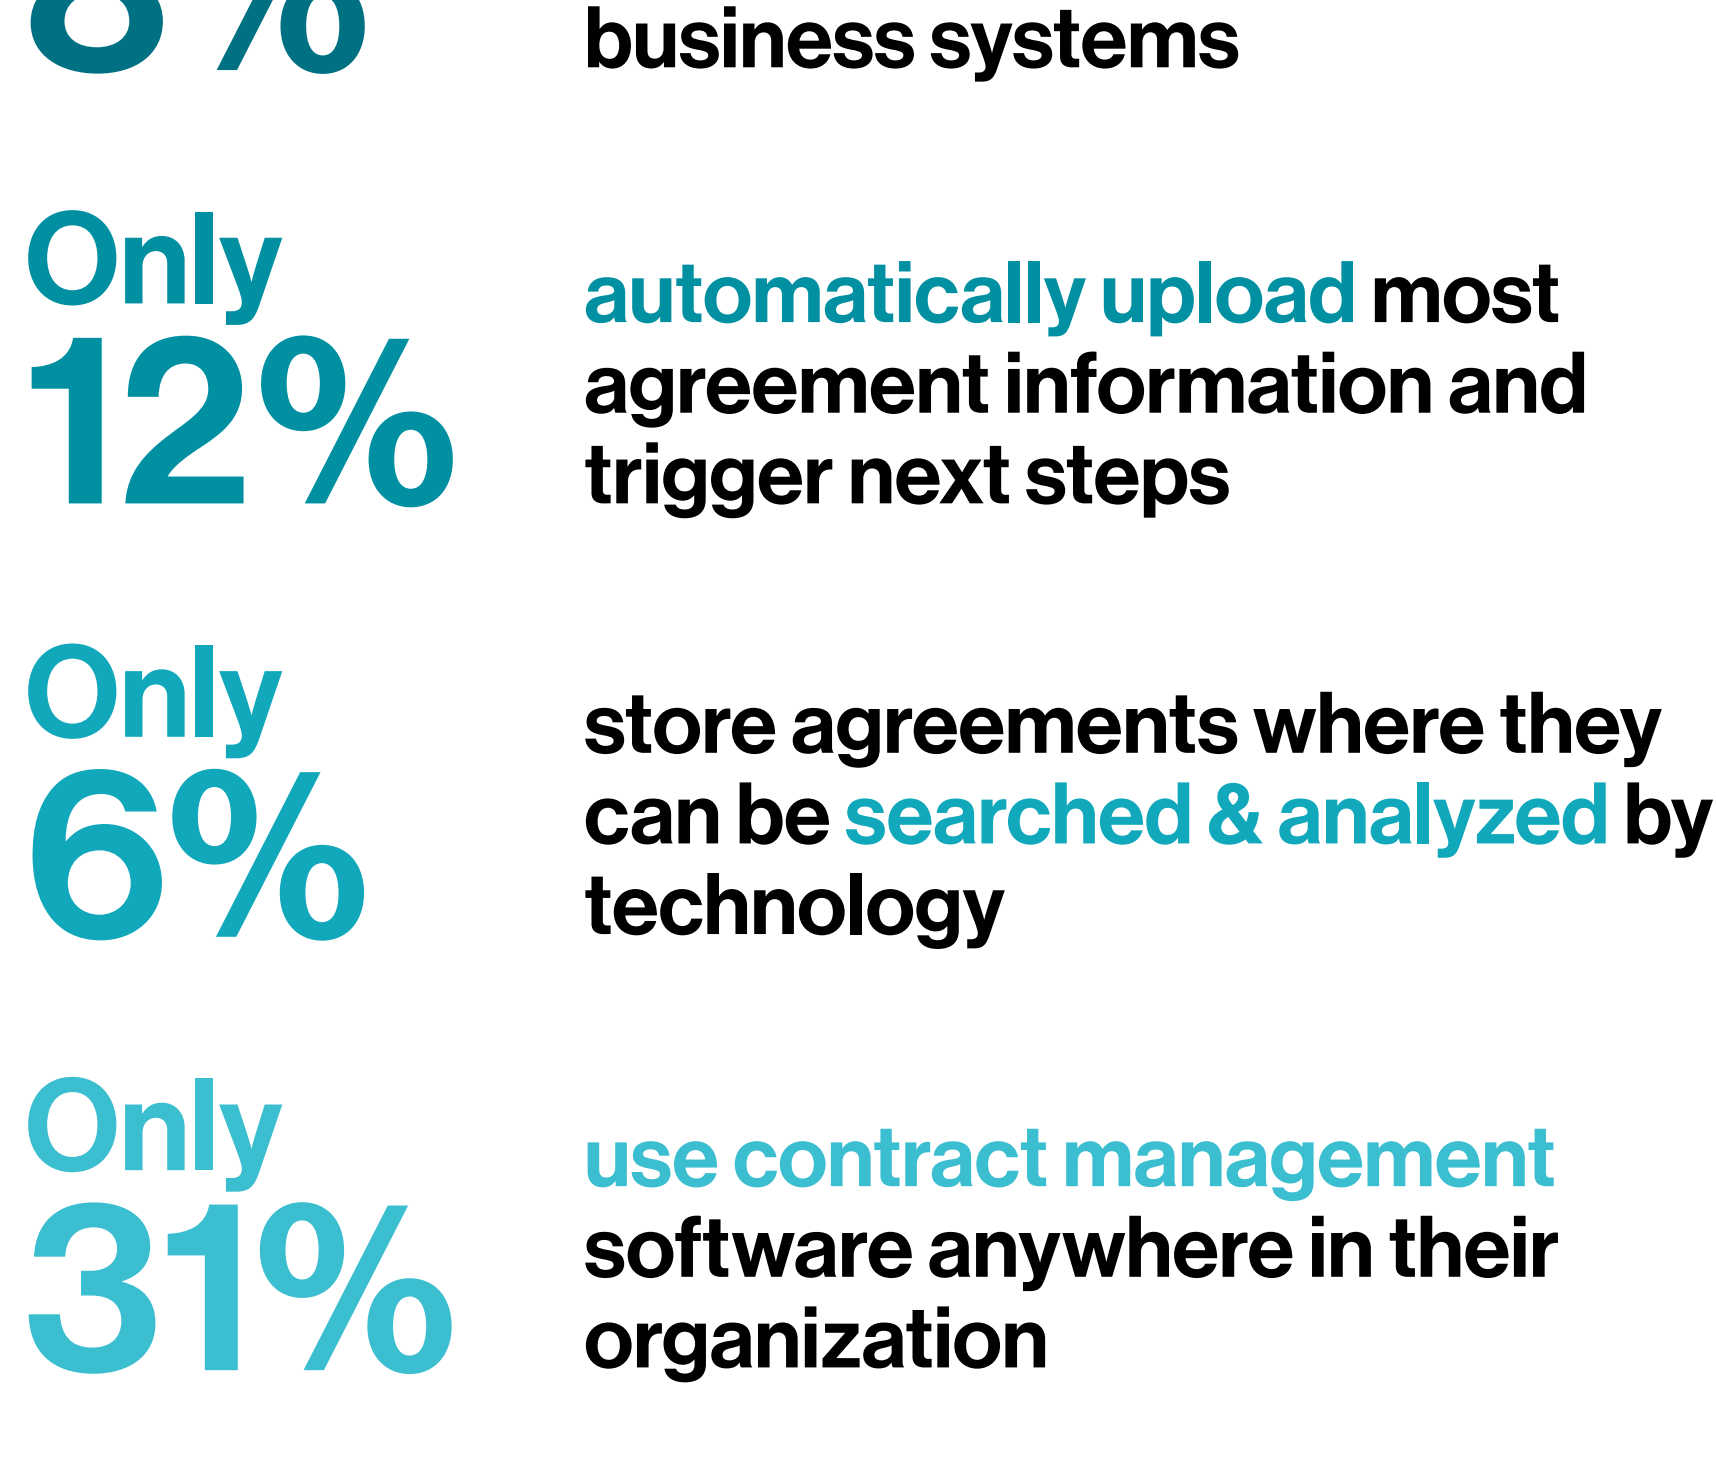 business systems
Only
12%
automatically upload most
agreement information and
trigger next steps
Only
6%
store agreements where they
can be searched & analyzed by
technology
Only
31%
use contract management
software anywhere in their
organization